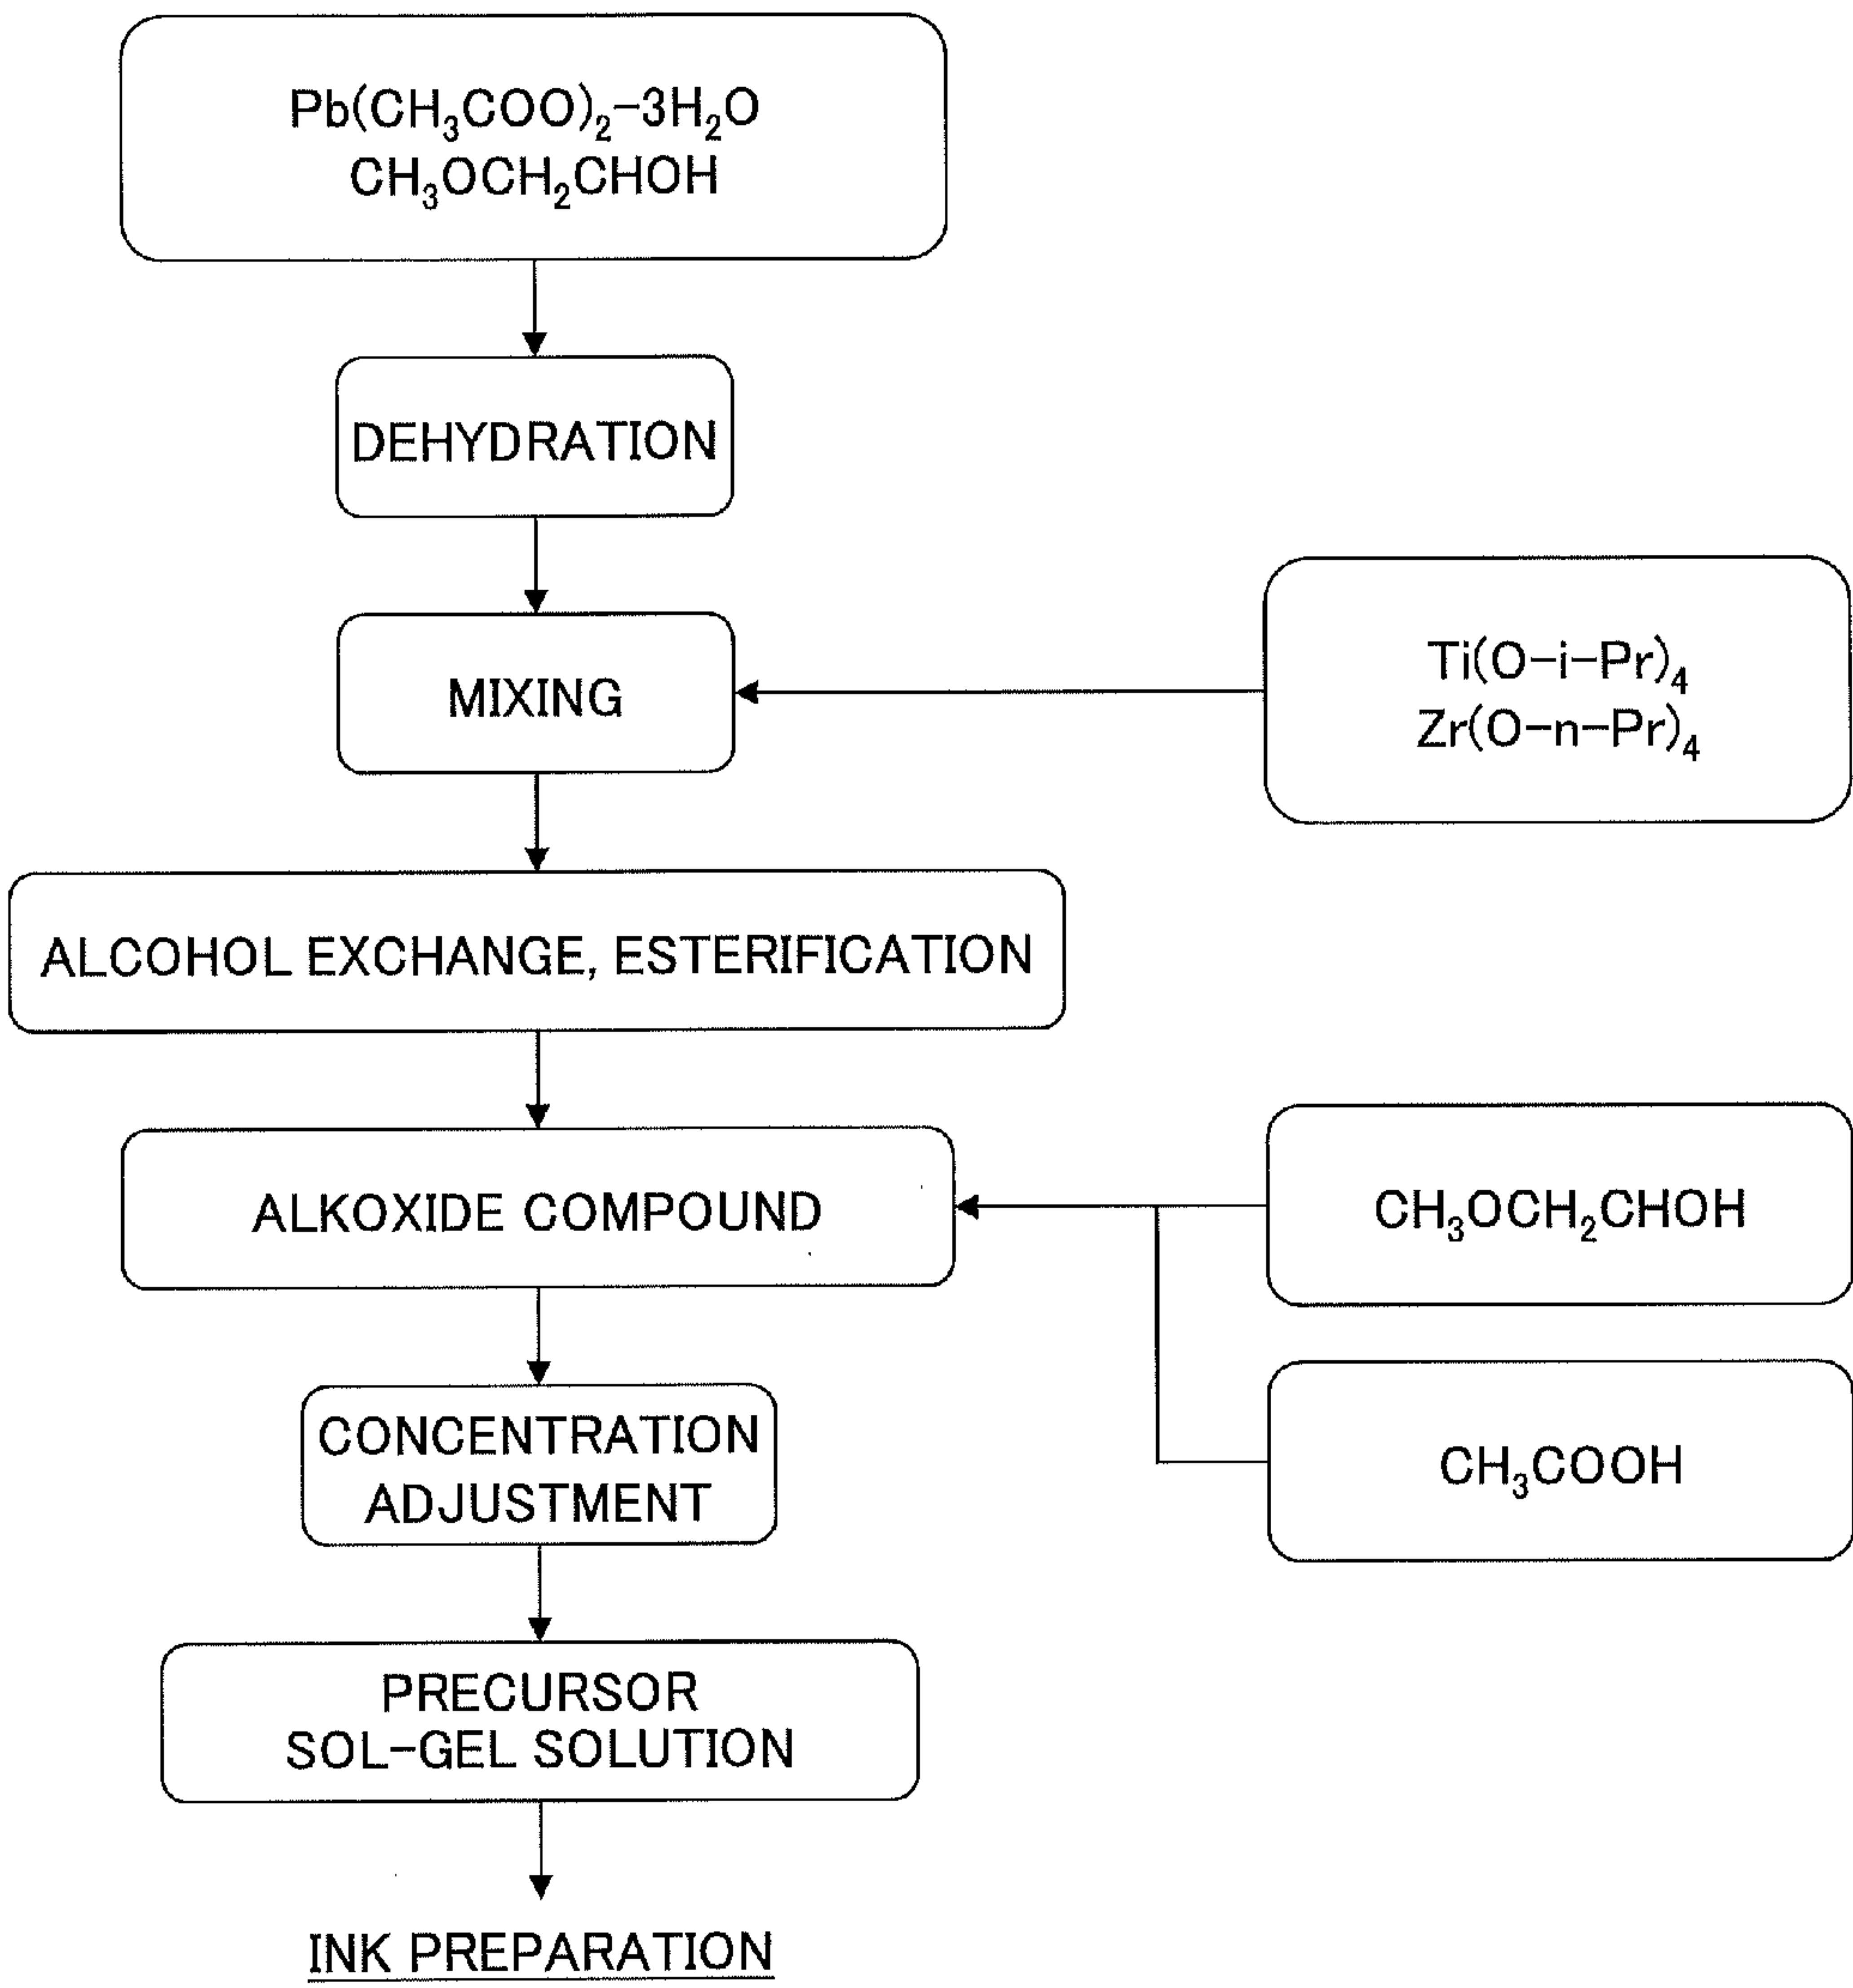 Pb(CH₃COO)₂-3H₂O
CH₃OCH₂CHOH
DEHYDRATION
MIXING
Ti(O-i-Pr)₄
Zr(O-n-Pr)₄
ALCOHOL EXCHANGE, ESTERIFICATION
ALKOXIDE COMPOUND
CH₃OCH₂CHOH
CONCENTRATION
ADJUSTMENT
CH₃COOH
PRECURSOR
SOL-GEL SOLUTION
INK PREPARATION